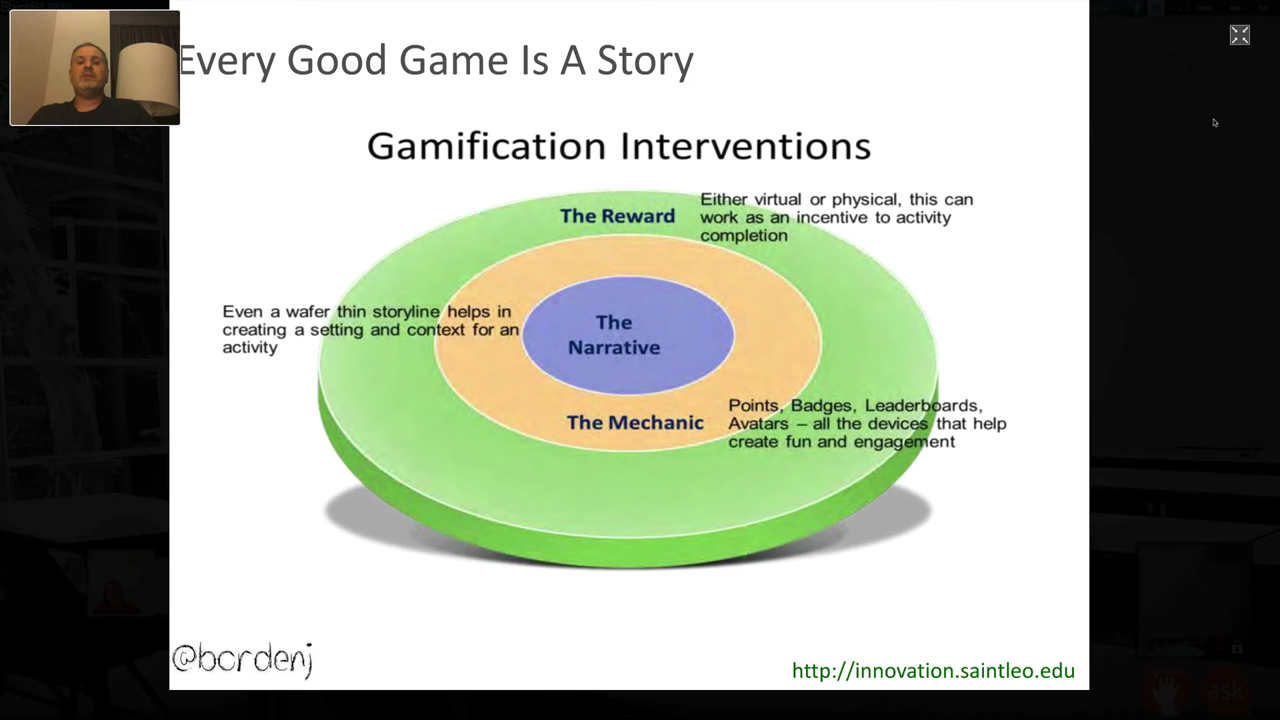 Every Good Game Is A Story
Gamification Interventions
The Reward
Either virtual or physical, this can
work as an incentive to activity
completion
Even a wafer thin storyline helps in
creating a setting and context for an
activity
The
Narrative
The Mechanic
Points, Badges, Leaderboards,
Avatars – all the devices that help
create fun and engagement
@bordenj
http://innovation.saintleo.edu
ask